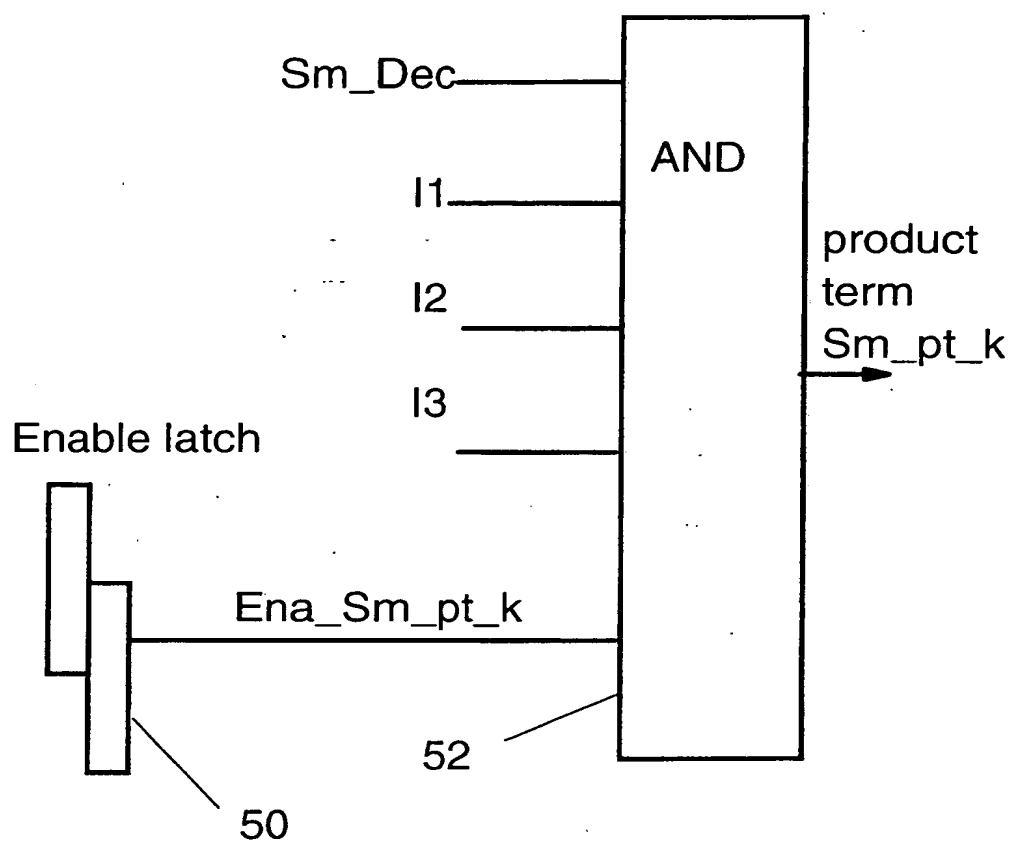 Sm_Dec
AND
I1
product
term
Sm_pt_k
I2
I3
Enable latch
Ena_Sm_pt_k
52
50